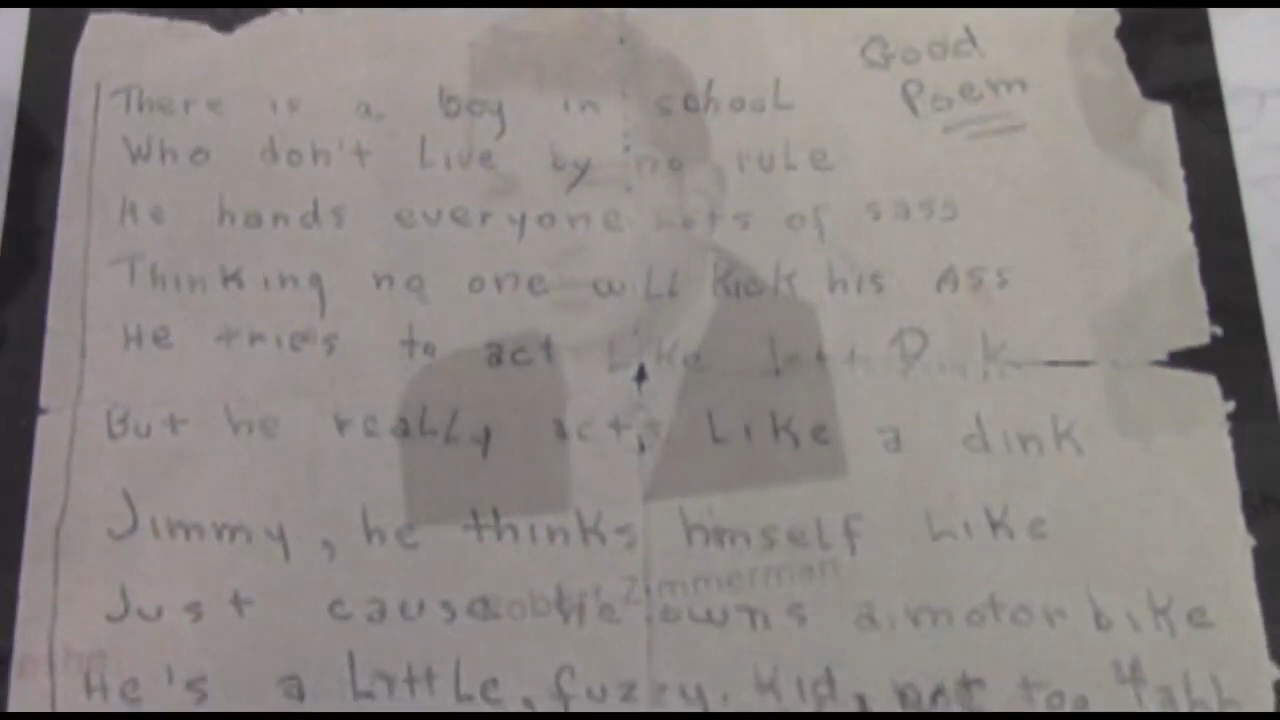 Good
Poem
There is a boy in school
Who don't Live by no rule
He hands everyone Lots of sass
Thinking no one will Kick his ASS
He tries to act Like
But he really acts Like a dink
Jimmy, he thinks himself Like
Just cause he owns a motor bike
Zimmerman
He's a Little, fuzzy kid, not too